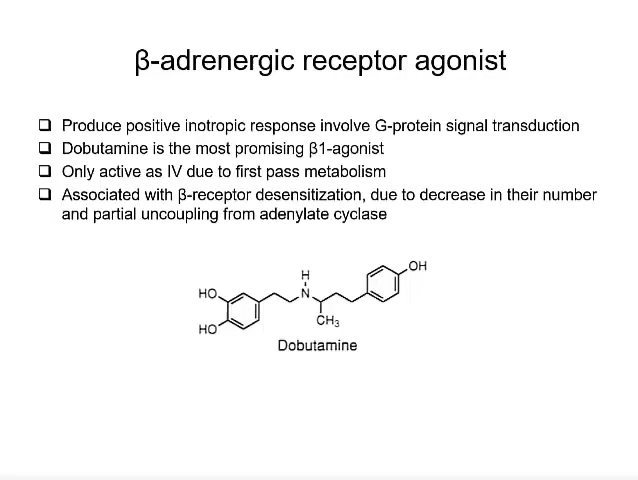 β-adrenergic receptor agonist
❑ Produce positive inotropic response involve G-protein signal transduction
❑ Dobutamine is the most promising β1-agonist
❑ Only active as IV due to first pass metabolism
❑ Associated with β-receptor desensitization, due to decrease in their number
and partial uncoupling from adenylate cyclase
OH
H
HO
N
CH₃
HO
Dobutamine